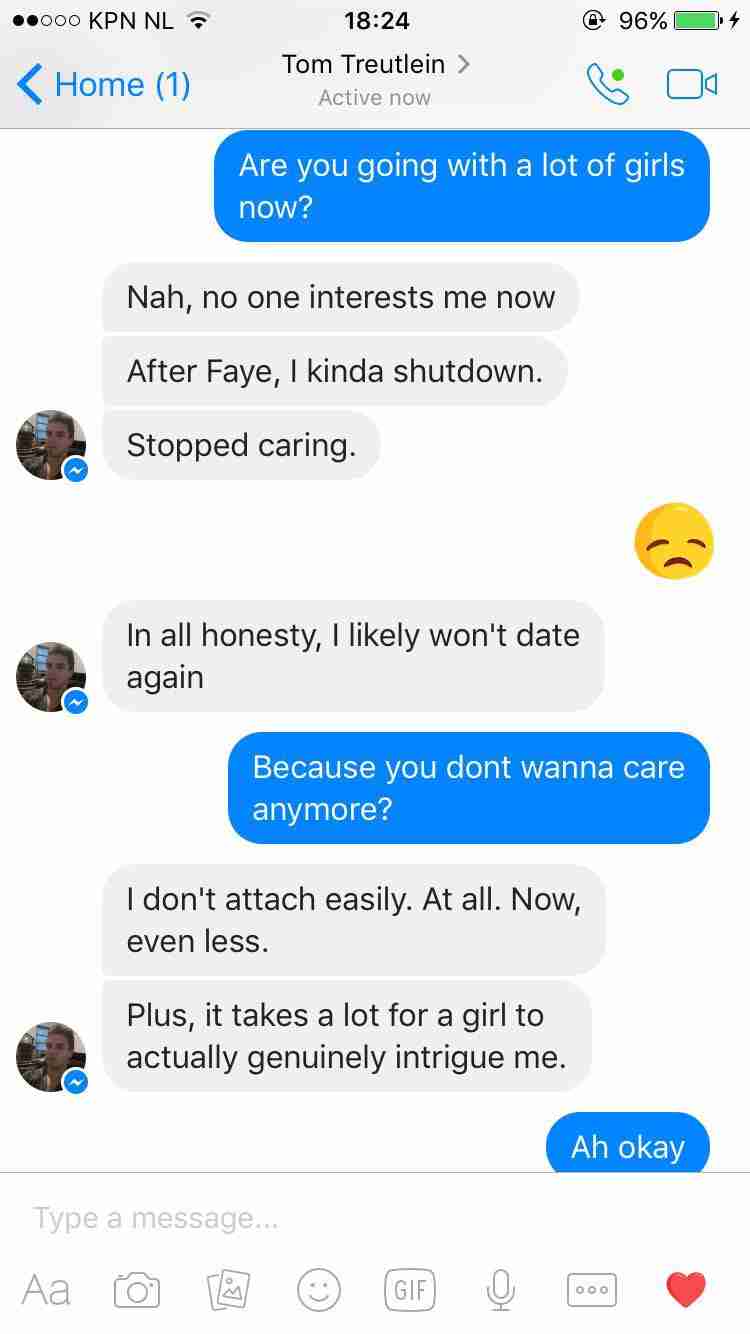 KPN NL 18:24 96%
Home (1) Tom Treutlein
Active now
Are you going with a lot of girls
now?
Nah, no one interests me now
After Faye, I kinda shutdown.
Stopped caring.
In all honesty, I likely won't date
again
Because you dont wanna care
anymore?
I don't attach easily. At all. Now,
even less.
Plus, it takes a lot for a girl to
actually genuinely intrigue me.
Ah okay
Type a message...
Aa GIF